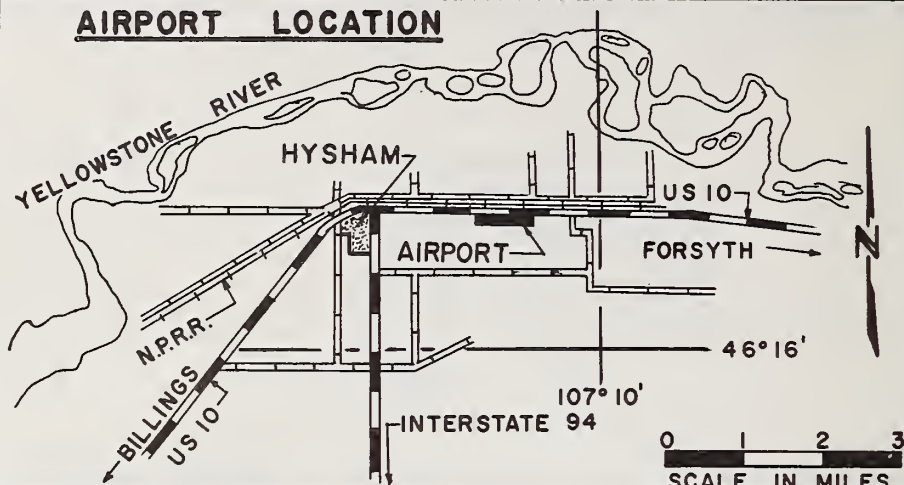 AIRPORT LOCATION
YELLOWSTONE RIVER
HYSHAM
US 10
AIRPORT
FORSYTH
N
N.P.R.R.
46° 16'
107° 10'
BILLINGS
US 10
INTERSTATE 94
0 1 2 3
SCALE IN MILES